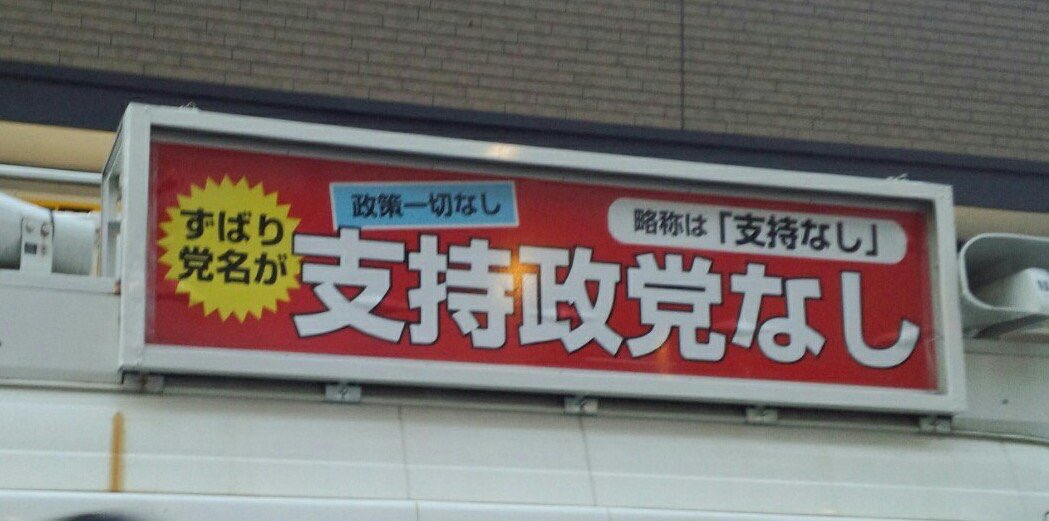 ずばり
党名が
政策一切なし
略称は「支持なし」
支持政党なし